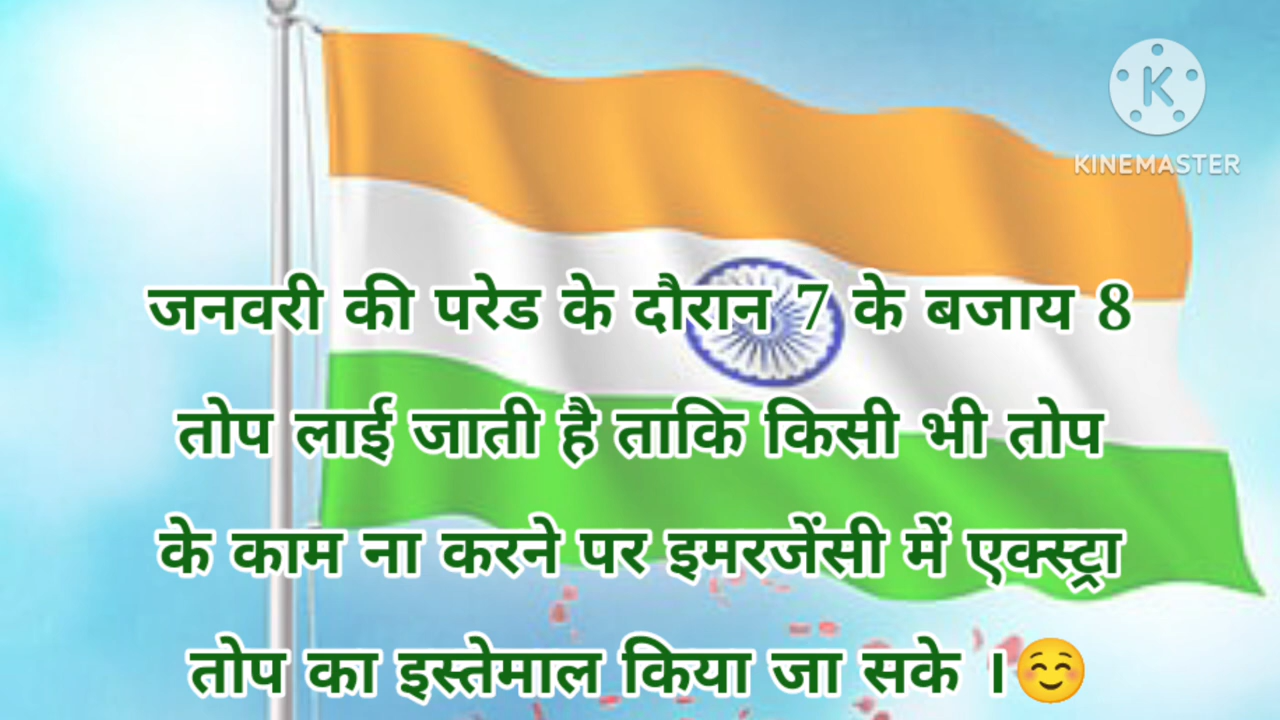 KINEMASTER
जनवरी की परेड के दौरान 7 के बजाय 8
तोप लाई जाती है ताकि किसी भी तोप
के काम ना करने पर इमरजेंसी में एक्स्ट्रा
तोप का इस्तेमाल किया जा सके ।☺️